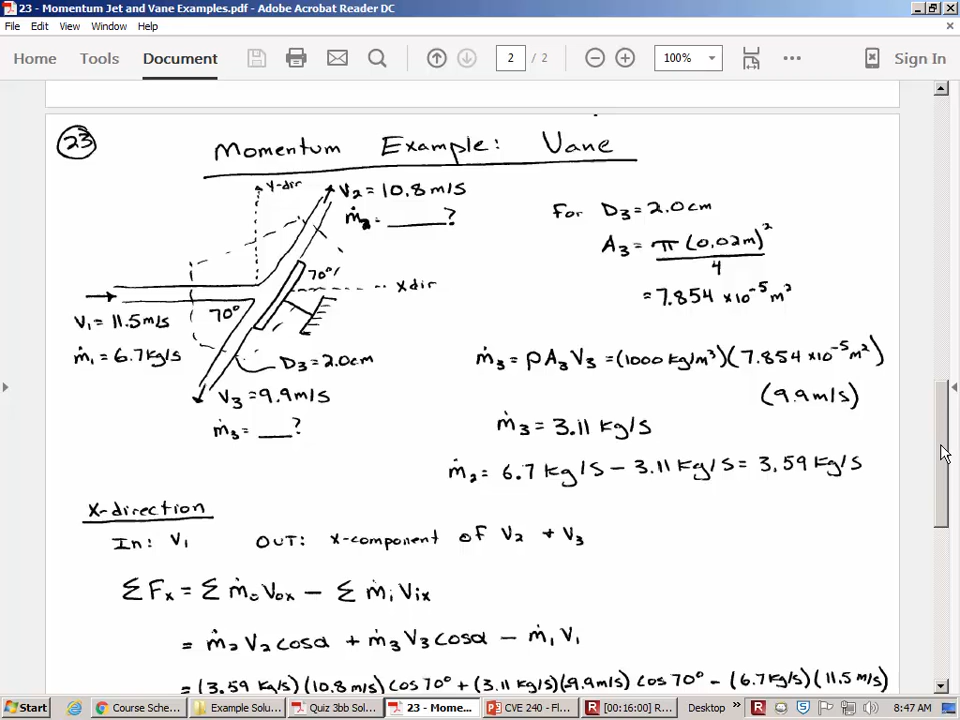 23 - Momentum Jet and Vane Examples.pdf - Adobe Acrobat Reader DC
File Edit View Window Help
Home Tools Document 2 / 2 100% Sign In
23 Momentum Example: Vane
Y-dir
V2 = 10.8 m/s
ṁ2 = ____?
70°
X dir
V1 = 11.5 m/s
70°
ṁ1 = 6.7 kg/s
D3 = 2.0 cm
V3 = 9.9 m/s
ṁ3 = ___?
For D3 = 2.0 cm
A3 = π (0.02m)²
4
= 7.854 x10⁻⁵ m²
ṁ3 = ρ A3 V3 = (1000 kg/m³)(7.854 x10⁻⁵ m²)
(9.9 m/s)
ṁ3 = 3.11 kg/s
ṁ2 = 6.7 kg/s - 3.11 kg/s = 3.59 kg/s
X-direction
In: V1 OUT: x-component of V2 + V3
Σ Fx = Σ ṁo Vox - Σ ṁi Vix
= ṁ2 V2 cosα + ṁ3 V3 cosα - ṁ1 V1
= (3.59 kg/s)(10.8 m/s) cos 70° + (3.11 kg/s)(9.9 m/s) cos 70° - (6.7 kg/s)(11.5 m/s)
Start Course Sche... Example Solu... Quiz 3bb Sol... 23 - Mome... CVE 240 - Fl... [00:16:00] R... Desktop 8:47 AM